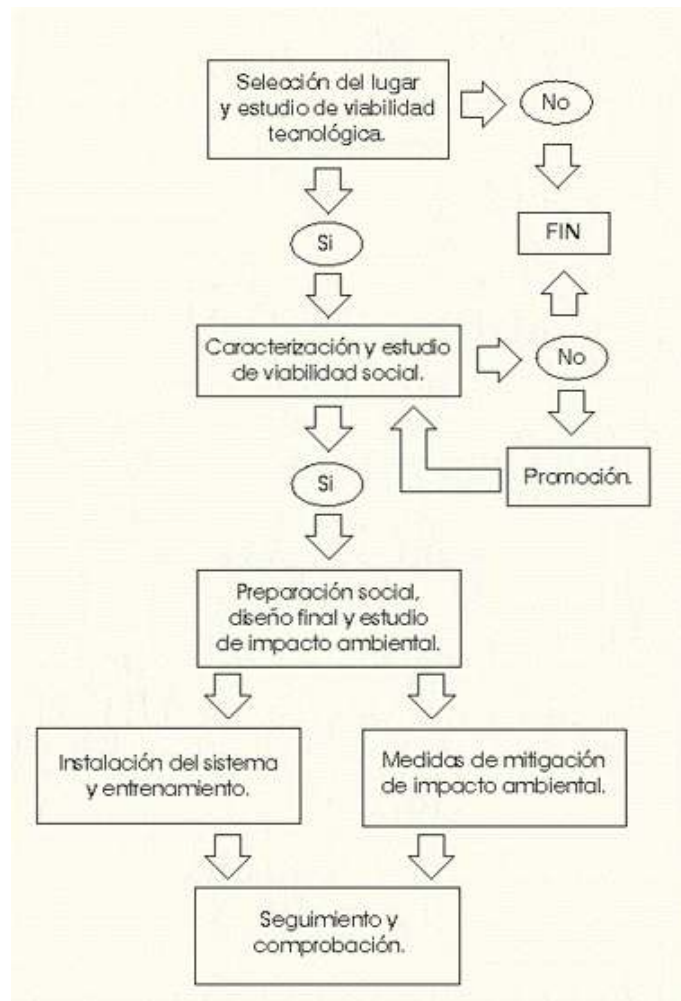 Selección del lugar
y estudio de viabilidad
tecnológica.
No
Si
FIN
Caracterización y estudio
de viabilidad social.
No
Si
Promoción.
Preparación social,
diseño final y estudio
de impacto ambiental.
Instalación del sistema
y entrenamiento.
Medidas de mitigación
de impacto ambiental.
Seguimiento y
comprobación.